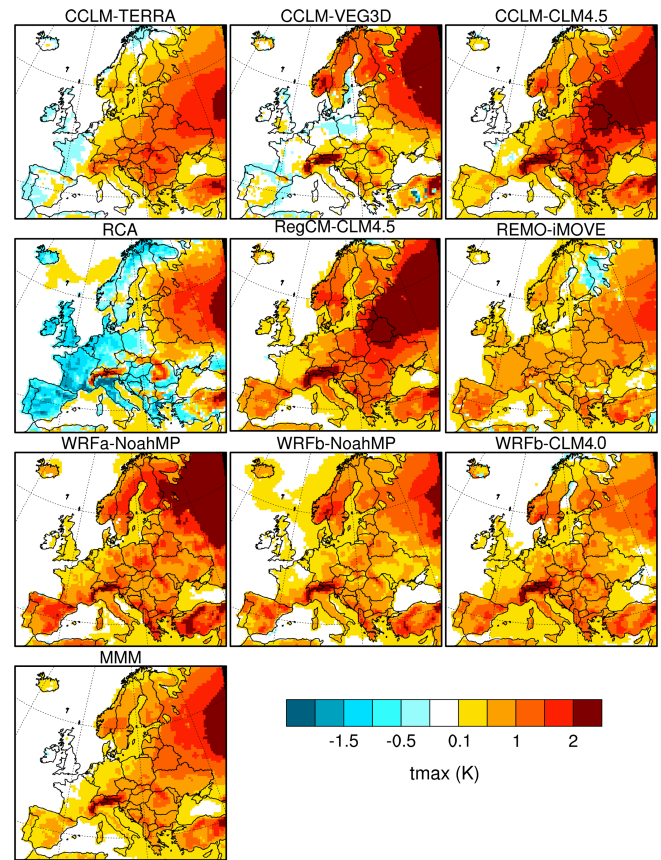 CCLM-TERRA CCLM-VEG3D CCLM-CLM4.5
RCA RegCM-CLM4.5 REMO-iMOVE
WRFa-NoahMP WRFb-NoahMP WRFb-CLM4.0
MMM
-1.5 -0.5 0.1 1 2
tmax (K)